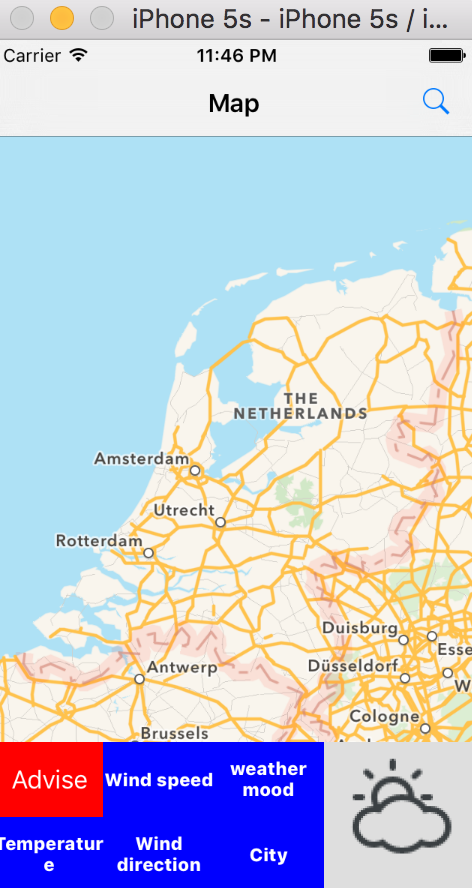 iPhone 5s - iPhone 5s / i...
Carrier 11:46 PM
Map
THE
NETHERLANDS
Amsterdam
Utrecht
Rotterdam
Duisburg
Esse
Antwerp
Düsseldorf
W
Cologne
Brussels
Advise
Wind speed
weather
mood
Temperatur
e
Wind
direction
City